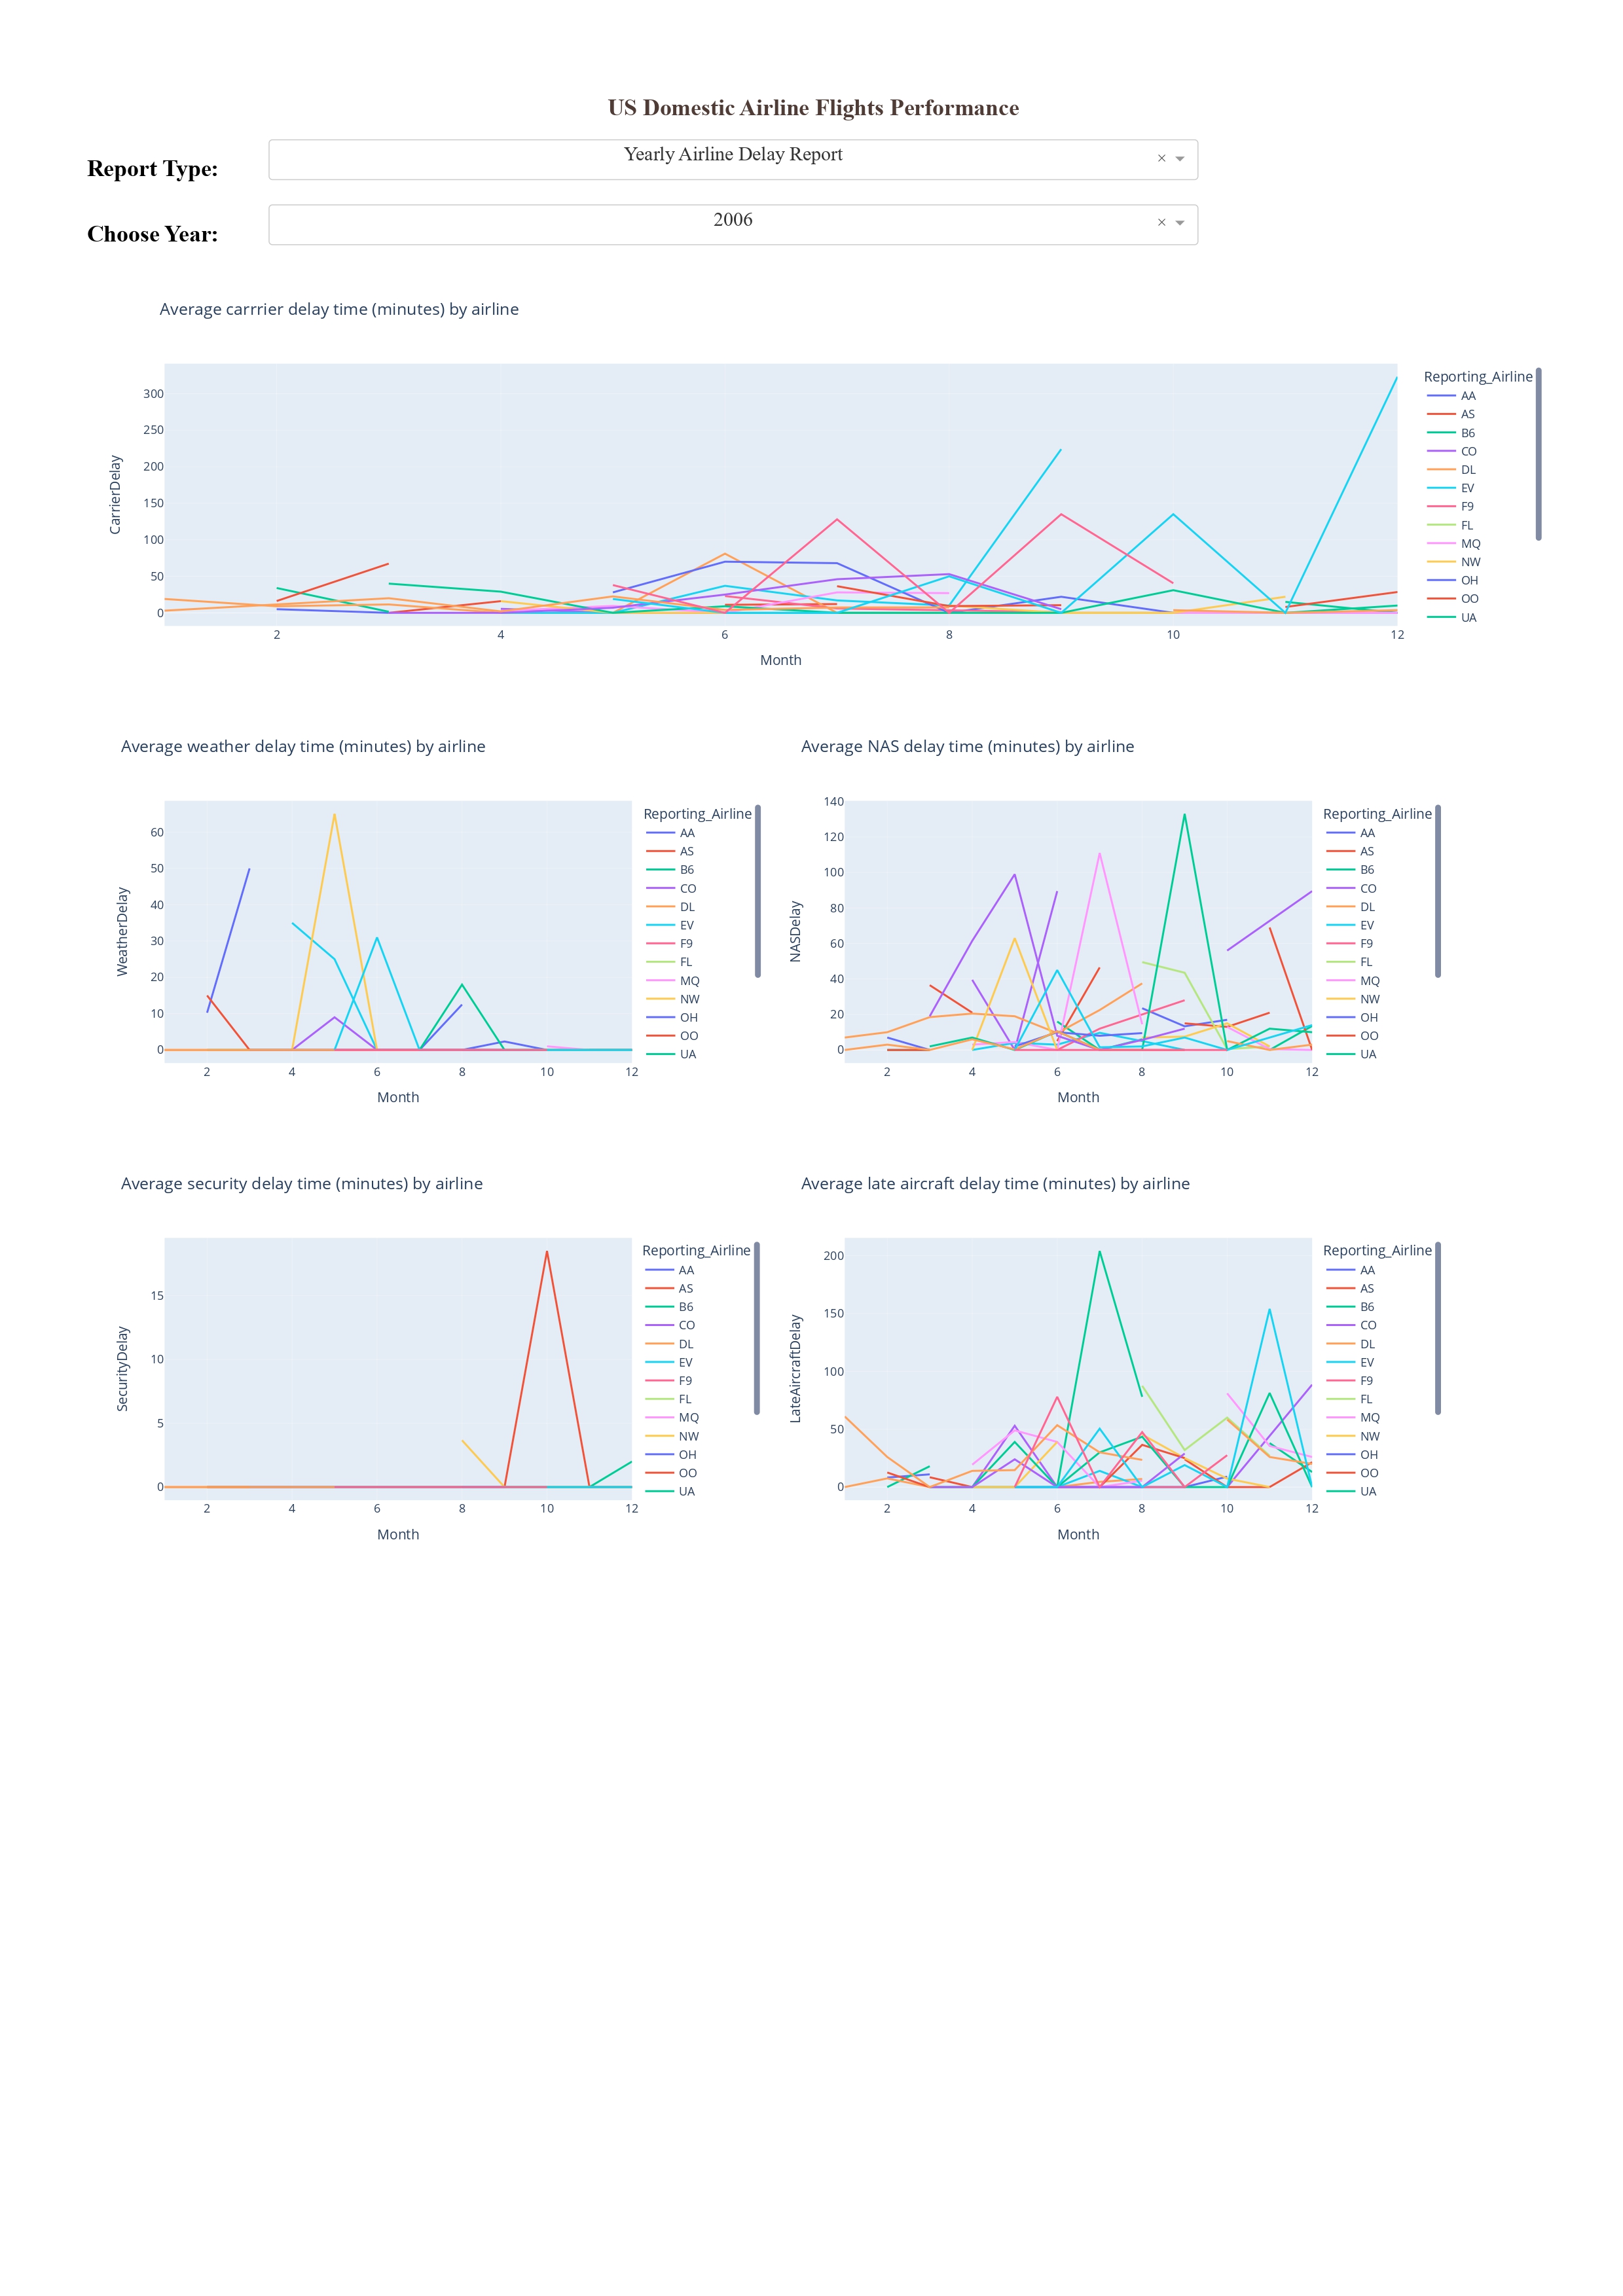 US Domestic Airline Flights Performance
Report Type:
Yearly Airline Delay Report
×
Choose Year:
2006
×
Average carrrier delay time (minutes) by airline
CarrierDelay
300
250
200
150
100
50
0
2
4
6
8
10
12
Month
Reporting_Airline
AA
AS
B6
CO
DL
EV
F9
FL
MQ
NW
OH
OO
UA
Average weather delay time (minutes) by airline
WeatherDelay
60
50
40
30
20
10
0
2
4
6
8
10
12
Month
Reporting_Airline
AA
AS
B6
CO
DL
EV
F9
FL
MQ
NW
OH
OO
UA
Average NAS delay time (minutes) by airline
NASDelay
140
120
100
80
60
40
20
0
2
4
6
8
10
12
Month
Reporting_Airline
AA
AS
B6
CO
DL
EV
F9
FL
MQ
NW
OH
OO
UA
Average security delay time (minutes) by airline
SecurityDelay
15
10
5
0
2
4
6
8
10
12
Month
Reporting_Airline
AA
AS
B6
CO
DL
EV
F9
FL
MQ
NW
OH
OO
UA
Average late aircraft delay time (minutes) by airline
LateAircraftDelay
200
150
100
50
0
2
4
6
8
10
12
Month
Reporting_Airline
AA
AS
B6
CO
DL
EV
F9
FL
MQ
NW
OH
OO
UA